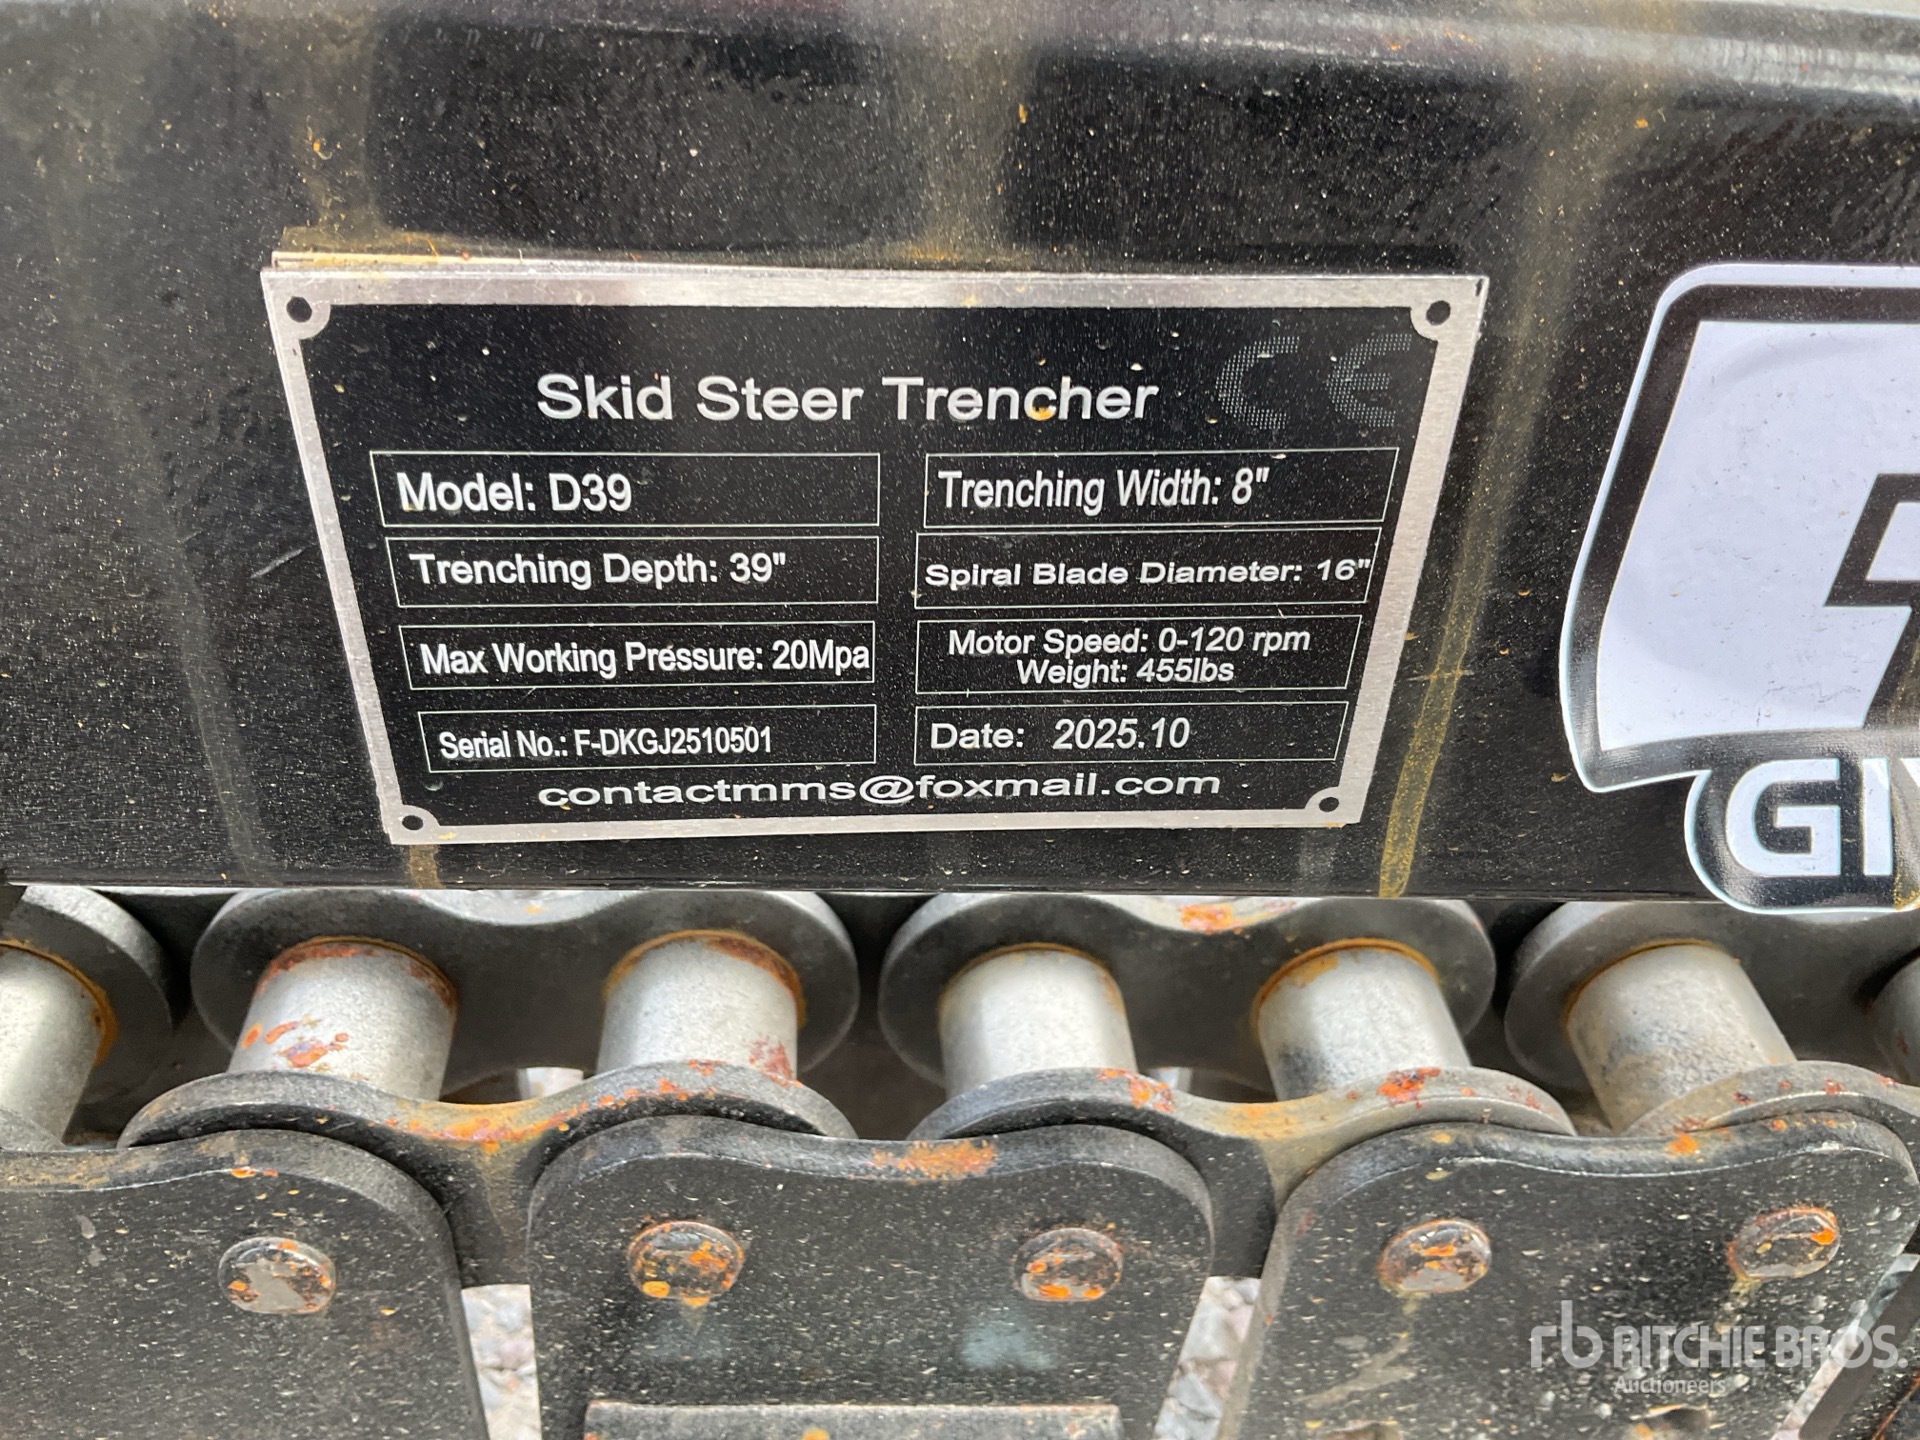 Skid Steer Trencher CE
Model: D39
Trenching Width: 8"
Trenching Depth: 39"
Spiral Blade Diameter: 16"
Max Working Pressure: 20Mpa
Motor Speed: 0-120 rpm
Weight: 455lbs
Serial No.: F-DKGJ2510501
Date: 2025.10
contactmms@foxmail.com
rb RITCHIE BROS.
Auctioneers